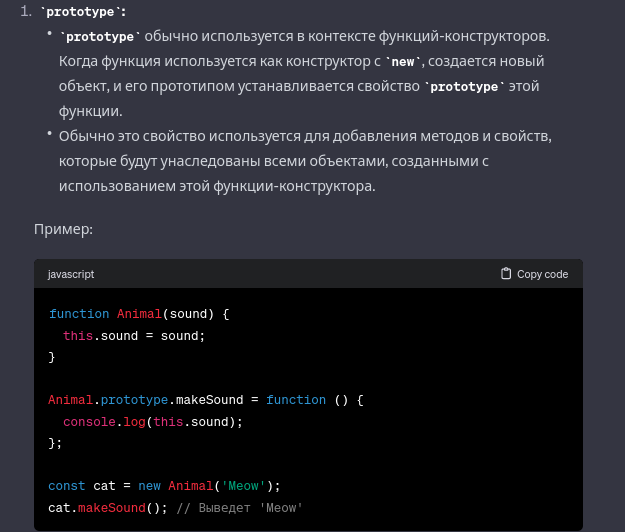 1. `prototype`:
• `prototype` обычно используется в контексте функций-конструкторов.
Когда функция используется как конструктор с `new`, создается новый
объект, и его прототипом устанавливается свойство `prototype` этой
функции.
• Обычно это свойство используется для добавления методов и свойств,
которые будут унаследованы всеми объектами, созданными с
использованием этой функции-конструктора.
Пример:
javascript Copy code
function Animal(sound) {
  this.sound = sound;
}
Animal.prototype.makeSound = function () {
  console.log(this.sound);
};
const cat = new Animal('Meow');
cat.makeSound(); // Выведет 'Meow'